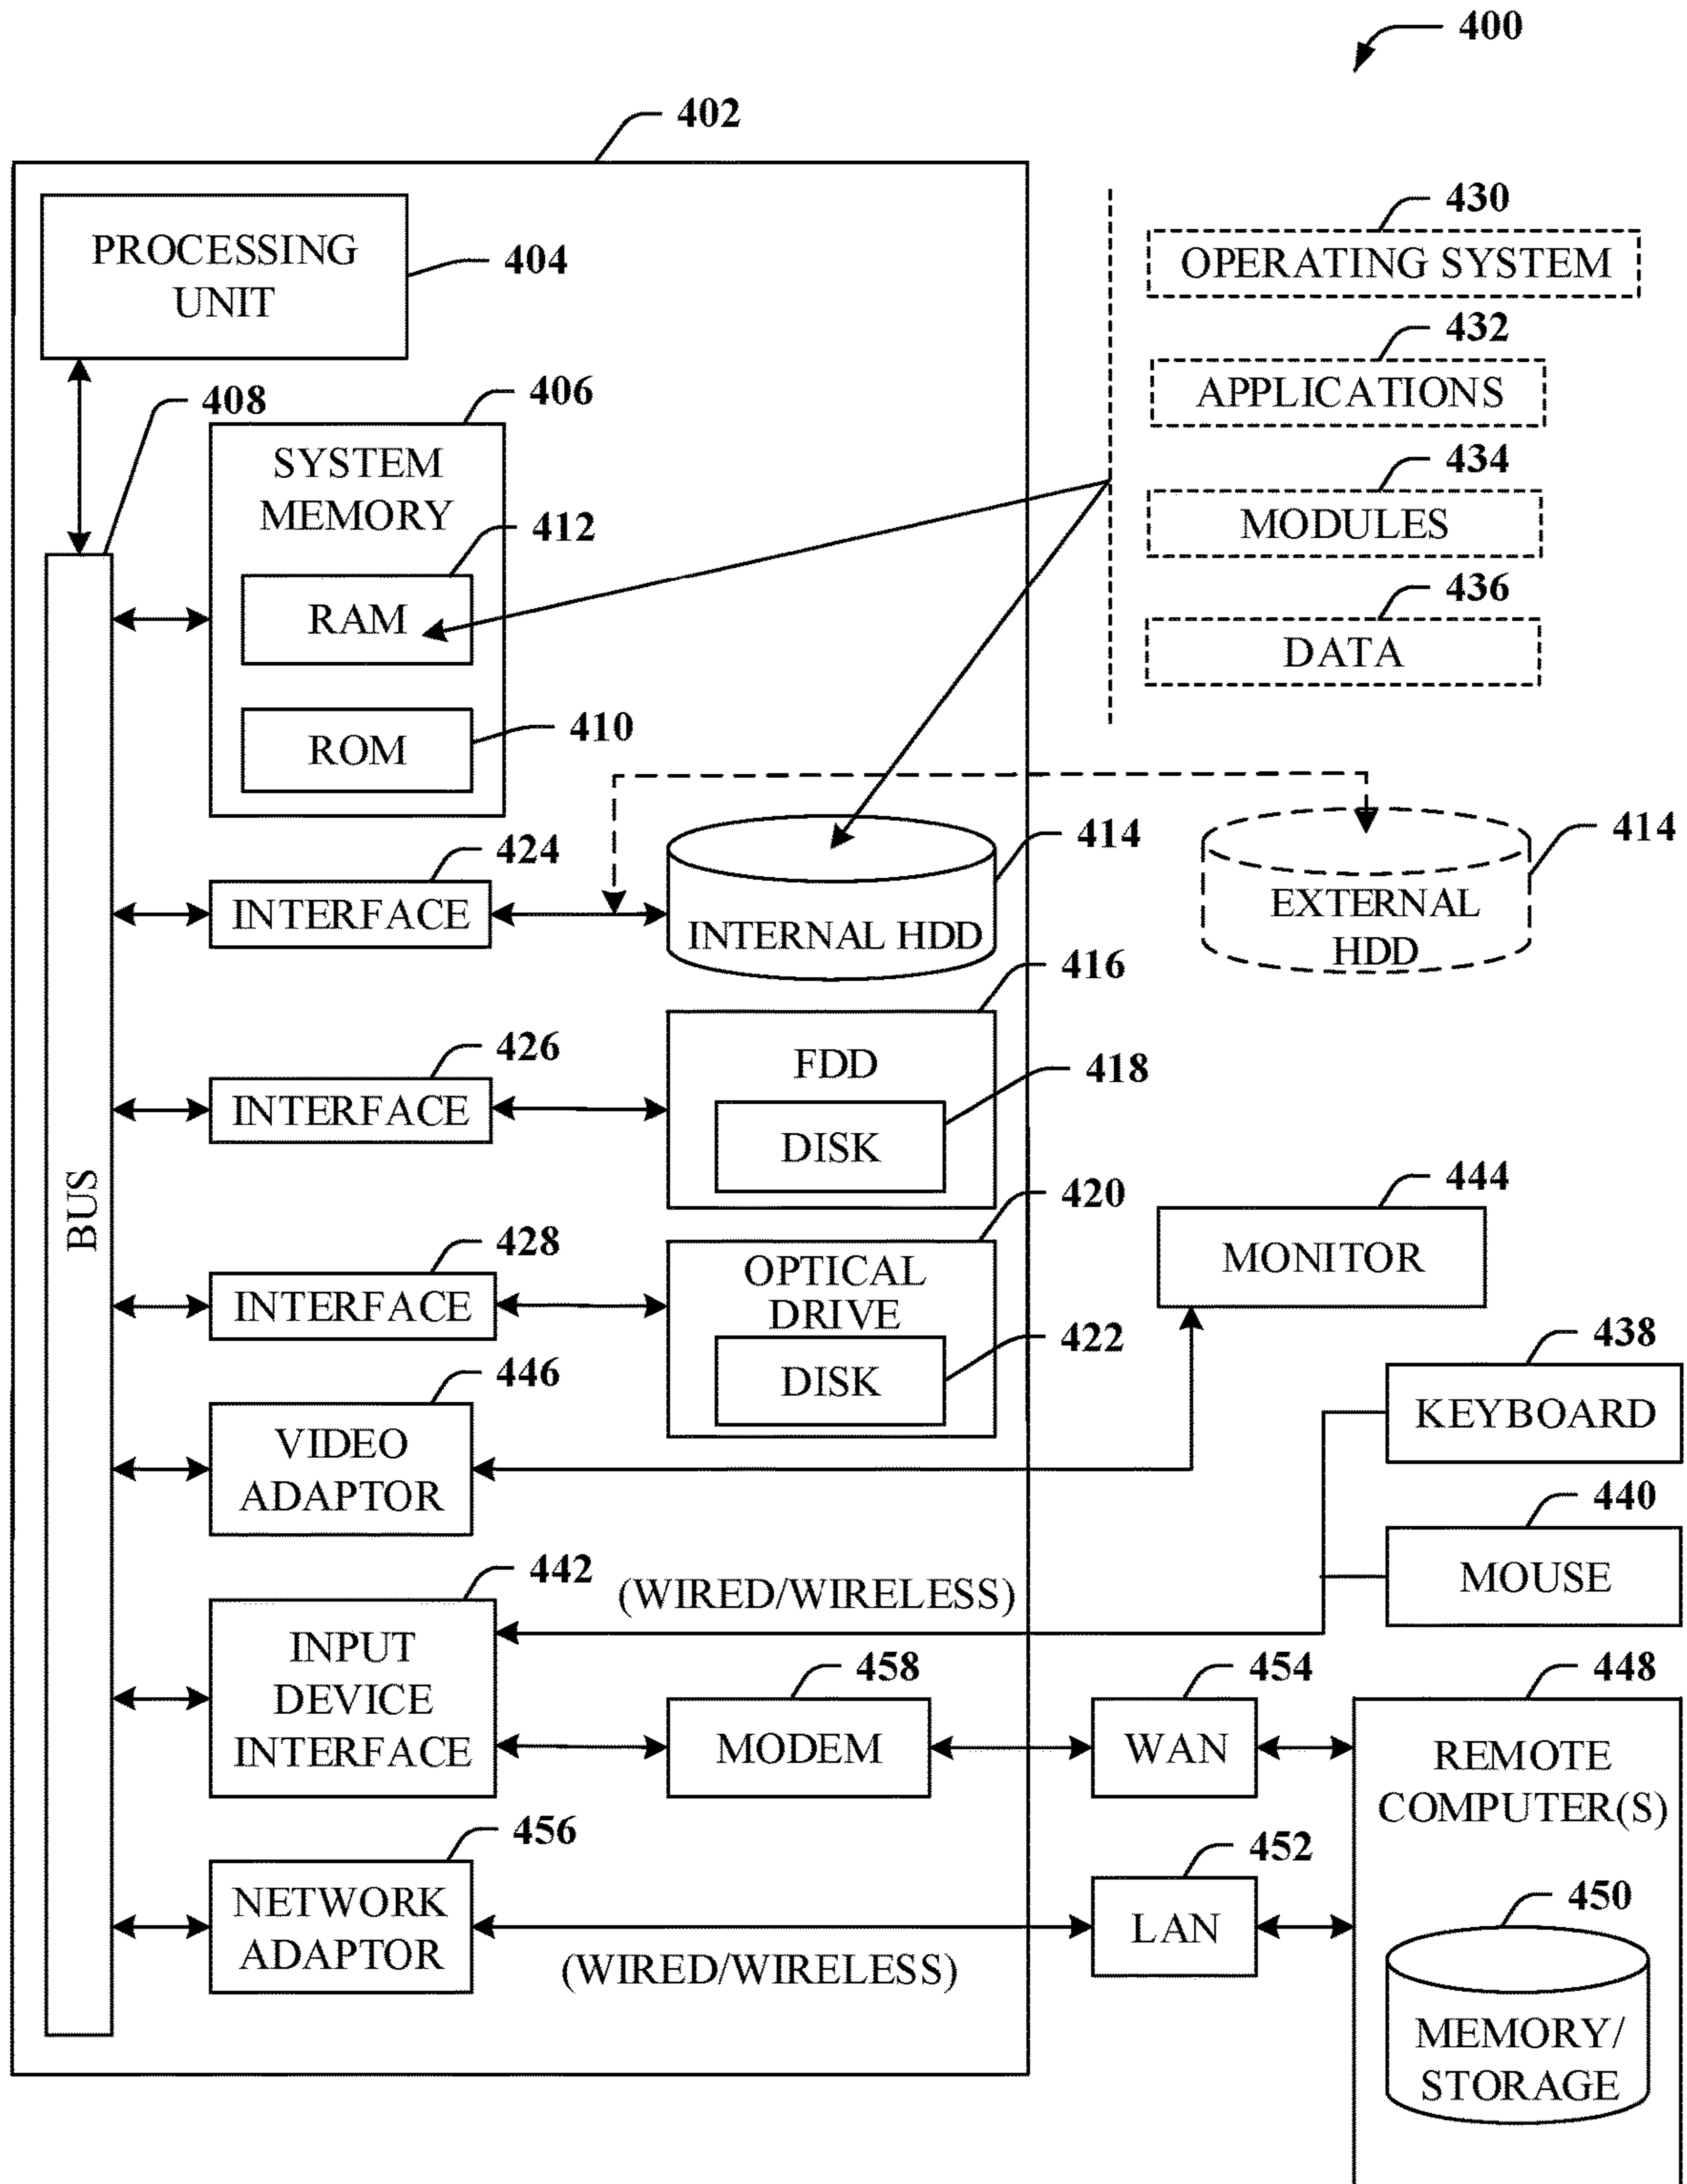 400
402
PROCESSING
UNIT
404
430
OPERATING SYSTEM
432
APPLICATIONS
434
MODULES
436
DATA
408
406
SYSTEM
MEMORY
412
RAM
410
ROM
BUS
424
INTERFACE
414
INTERNAL HDD
414
EXTERNAL
HDD
426
INTERFACE
416
FDD
418
DISK
428
INTERFACE
420
OPTICAL
DRIVE
422
DISK
444
MONITOR
446
VIDEO
ADAPTOR
438
KEYBOARD
440
MOUSE
442
INPUT
DEVICE
INTERFACE
(WIRED/WIRELESS)
458
MODEM
454
WAN
448
REMOTE
COMPUTER(S)
456
NETWORK
ADAPTOR
(WIRED/WIRELESS)
452
LAN
450
MEMORY/
STORAGE